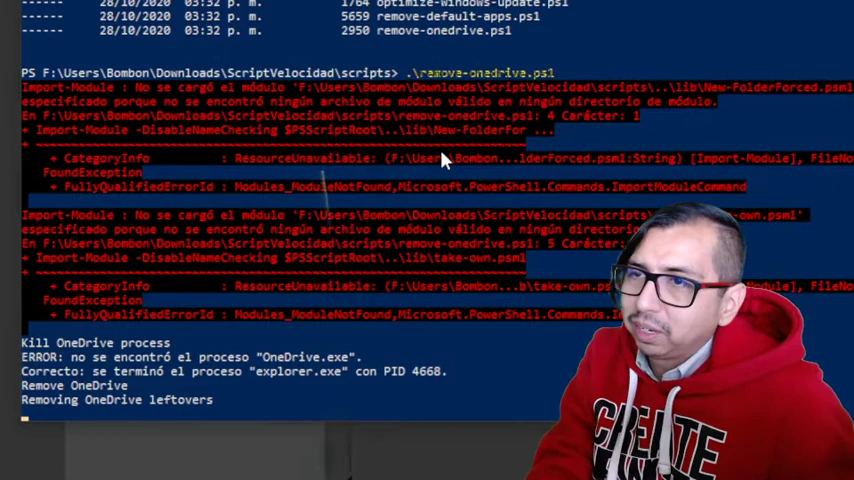 ------ 28/10/2020 03:32 p. m. 1764 optimize-windows-update.ps1
------ 28/10/2020 03:32 p. m. 5659 remove-default-apps.ps1
------ 28/10/2020 03:32 p. m. 2950 remove-onedrive.ps1
PS F:\Users\Bombon\Downloads\ScriptVelocidad\scripts> .\remove-onedrive.ps1
Import-Module : No se cargó el módulo 'F:\Users\Bombon\Downloads\ScriptVelocidad\scripts\..\lib\New-FolderForced.psm1
especificado porque no se encontró ningún archivo de módulo válido en ningún directorio de módulo.
En F:\Users\Bombon\Downloads\ScriptVelocidad\scripts\remove-onedrive.ps1: 4 Carácter: 1
+ Import-Module -DisableNameChecking $PSScriptRoot\..\lib\New-FolderFor ...
+ ~~~~~~~~~~~~~~~~~~~~~~~~~~~~~~~~~~~~~~~~~~~~~~~~~~~~~~~~~~~~~~~~~~~~~
+ CategoryInfo : ResourceUnavailable: (F:\Users\Bombon...lderForced.psm1:String) [Import-Module], FileNo
FoundException
+ FullyQualifiedErrorId : Modules_ModuleNotFound,Microsoft.PowerShell.Commands.ImportModuleCommand
Import-Module : No se cargó el módulo 'F:\Users\Bombon\Downloads\ScriptVelocidad\scripts\..\lib\take-own.psm1'
especificado porque no se encontró ningún archivo de módulo válido en ningún
En F:\Users\Bombon\Downloads\ScriptVelocidad\scripts\remove-onedrive.ps1: 5 Carácter:
+ Import-Module -DisableNameChecking $PSScriptRoot\..\lib\take-own.psm1
+ ~~~~~~~~~~~~~~~~~~~~~~~~~~~~~~~~~~~~~~~~~~~~~~~~~~~~~~~~~~~~~~~~~~~~~
+ CategoryInfo : ResourceUnavailable: (F:\Users\Bombon...b\take-own.ps FileNo
FoundException
+ FullyQualifiedErrorId : Modules_ModuleNotFound,Microsoft.PowerShell.Commands.
Kill OneDrive process
ERROR: no se encontró el proceso "OneDrive.exe".
Correcto: se terminó el proceso "explorer.exe" con PID 4668.
Remove OneDrive
Removing OneDrive leftovers
CREATE